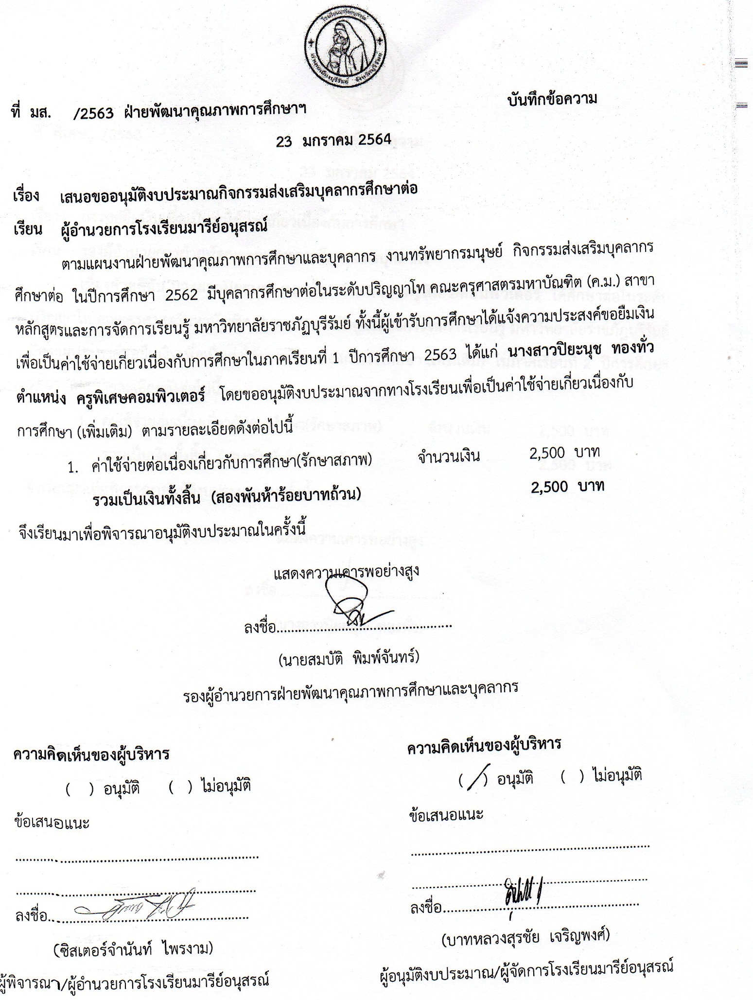 โรงเรียนมารีย์อนุสรณ์
ที่ มส. /2563 ฝ่ายพัฒนาคุณภาพการศึกษาฯ
บันทึกข้อความ
23 มกราคม 2564
เรื่อง เสนอขออนุมัติงบประมาณกิจกรรมส่งเสริมบุคลากรศึกษาต่อ
เรียน ผู้อำนวยการโรงเรียนมารีย์อนุสรณ์
ตามแผนงานฝ่ายพัฒนาคุณภาพการศึกษาและบุคลากร งานทรัพยากรมนุษย์ กิจกรรมส่งเสริมบุคลากร
ศึกษาต่อ ในปีการศึกษา 2562 มีบุคลากรศึกษาต่อในระดับปริญญาโท คณะครุศาสตรมหาบัณฑิต (ค.ม.) สาขา
หลักสูตรและการจัดการเรียนรู้ มหาวิทยาลัยราชภัฏบุรีรัมย์ ทั้งนี้ผู้เข้ารับการศึกษาได้แจ้งความประสงค์ขอยืมเงิน
เพื่อเป็นค่าใช้จ่ายเกี่ยวเนื่องกับการศึกษาในภาคเรียนที่ 1 ปีการศึกษา 2563 ได้แก่ นางสาวปิยะนุช ทองทั่ว
ตำแหน่ง ครูพิเศษคอมพิวเตอร์ โดยขออนุมัติงบประมาณจากทางโรงเรียนเพื่อเป็นค่าใช้จ่ายเกี่ยวเนื่องกับ
การศึกษา (เพิ่มเติม) ตามรายละเอียดดังต่อไปนี้
1. ค่าใช้จ่ายต่อเนื่องเกี่ยวกับการศึกษา(รักษาสภาพ) จำนวนเงิน 2,500 บาท
รวมเป็นเงินทั้งสิ้น (สองพันห้าร้อยบาทถ้วน) 2,500 บาท
จึงเรียนมาเพื่อพิจารณาอนุมัติงบประมาณในครั้งนี้
แสดงความเคารพอย่างสูง
ลงชื่อ................................................
(นายสมบัติ พิมพ์จันทร์)
รองผู้อำนวยการฝ่ายพัฒนาคุณภาพการศึกษาและบุคลากร
ความคิดเห็นของผู้บริหาร
( ) อนุมัติ ( ) ไม่อนุมัติ
ข้อเสนอแนะ
ลงชื่อ................................................
(ซิสเตอร์จำนันท์ ไพรงาม)
ผู้พิจารณา/ผู้อำนวยการโรงเรียนมารีย์อนุสรณ์
ความคิดเห็นของผู้บริหาร
( / ) อนุมัติ ( ) ไม่อนุมัติ
ข้อเสนอแนะ
ลงชื่อ................................................
(บาทหลวงสุรชัย เจริญพงศ์)
ผู้อนุมัติงบประมาณ/ผู้จัดการโรงเรียนมารีย์อนุสรณ์